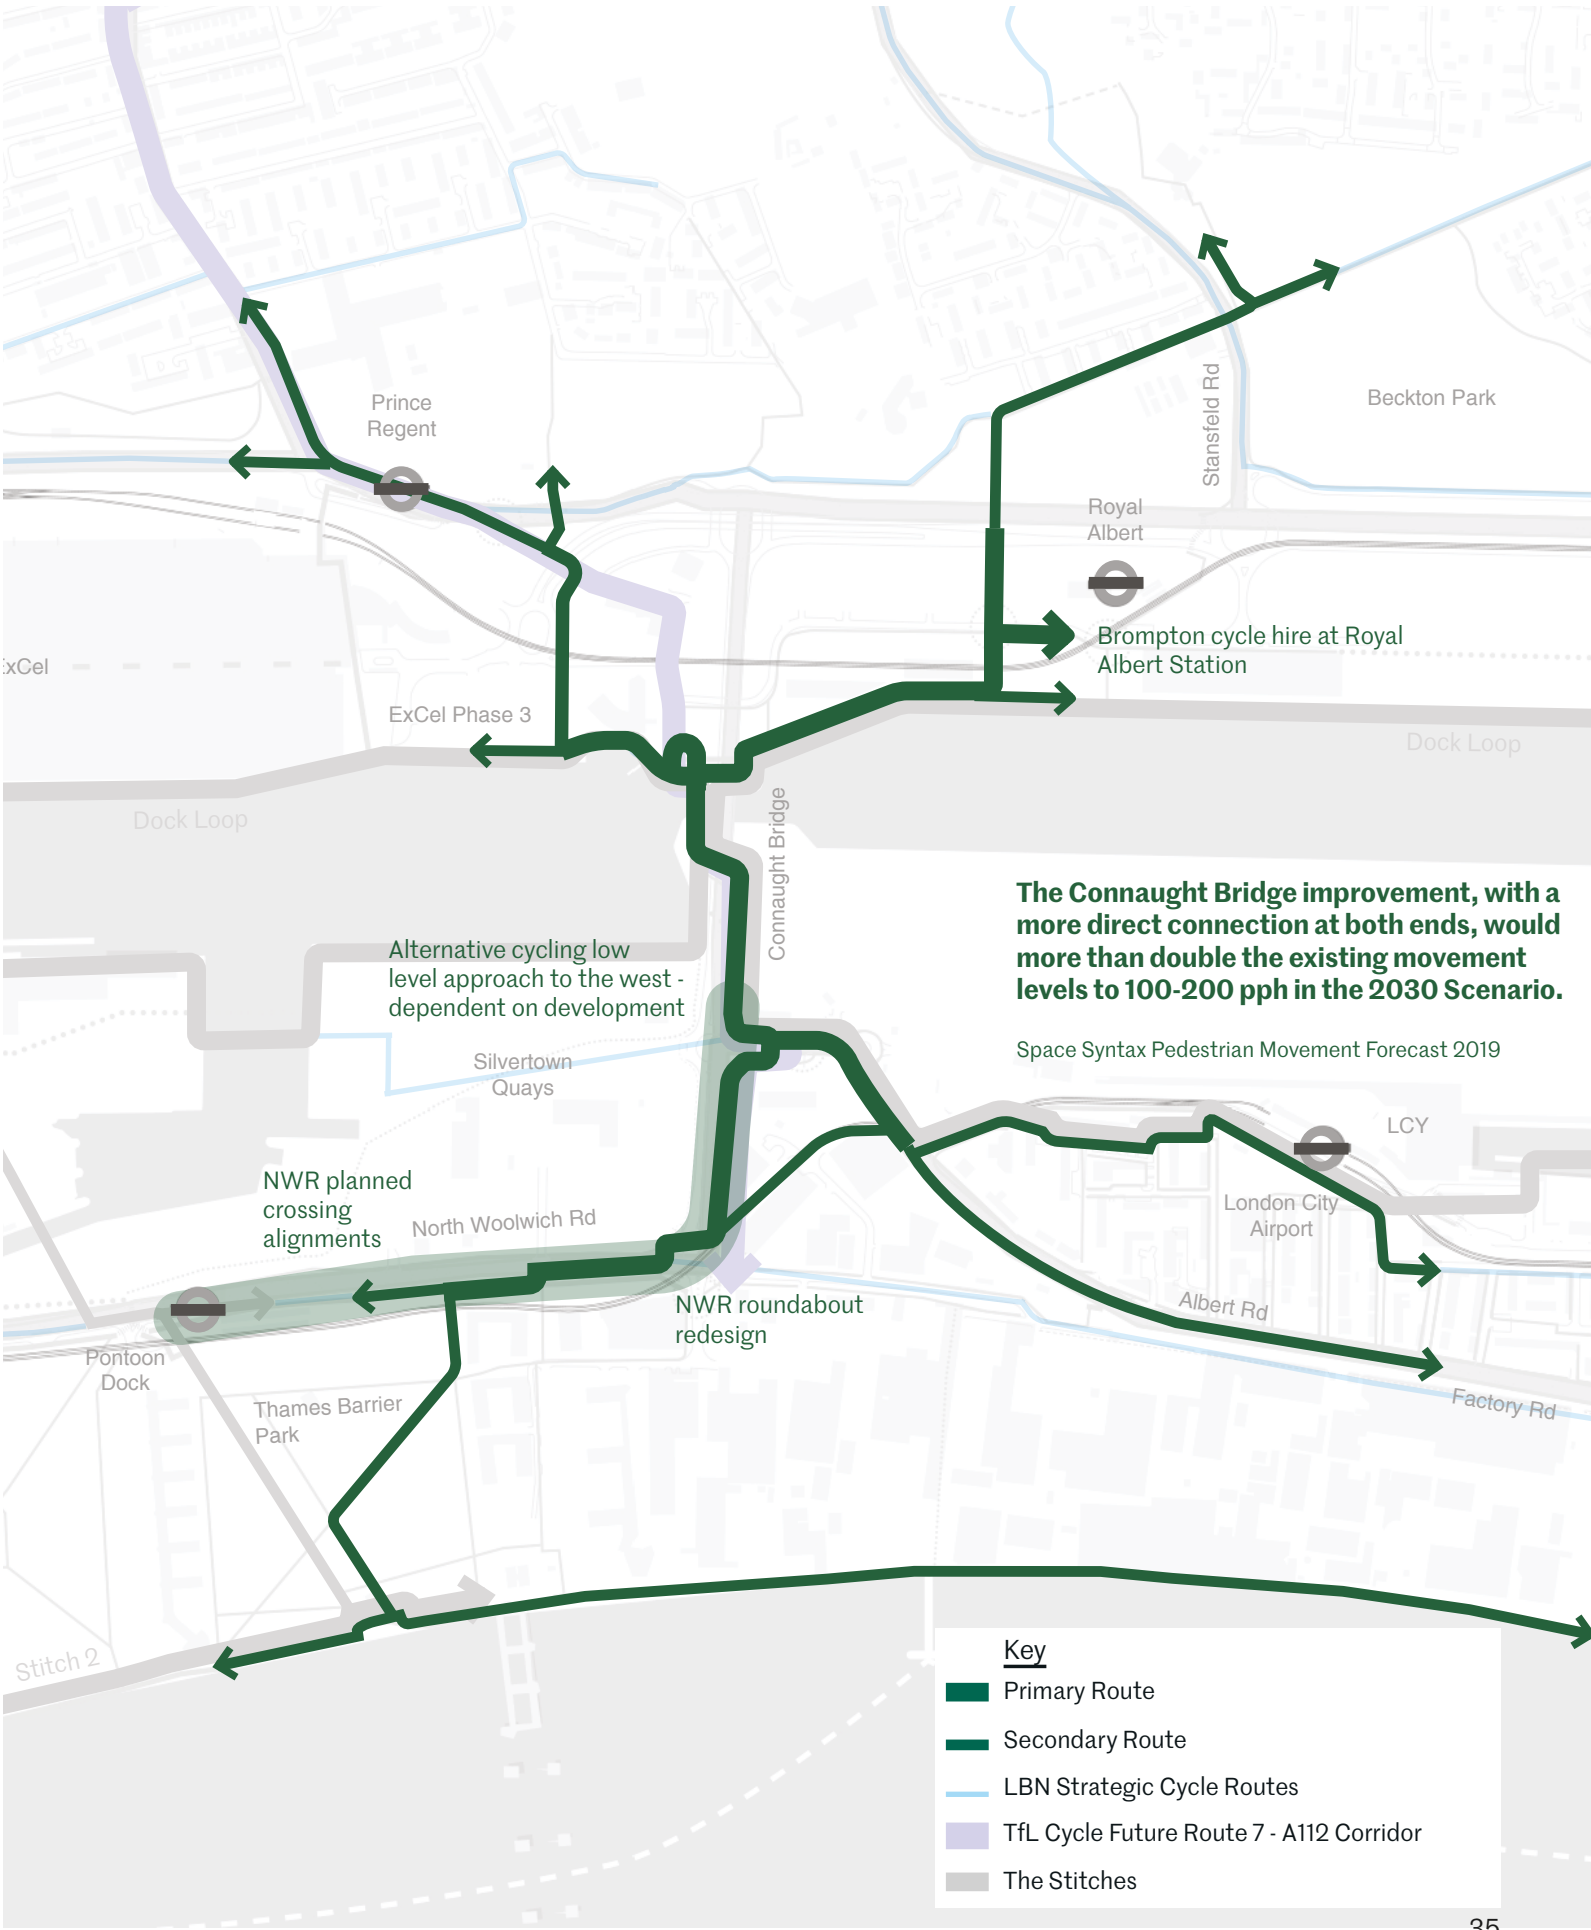 Prince
Regent
Stansfeld Rd
Beckton Park
Royal
Albert
Brompton cycle hire at Royal
Albert Station
ExCel Phase 3
Dock Loop
Dock Loop
Connaught Bridge
The Connaught Bridge improvement, with a
more direct connection at both ends, would
more than double the existing movement
levels to 100-200 pph in the 2030 Scenario.
Space Syntax Pedestrian Movement Forecast 2019
Alternative cycling low
level approach to the west -
dependent on development
Silvertown
Quays
LCY
NWR planned
crossing
alignments
North Woolwich Rd
London City
Airport
NWR roundabout
redesign
Albert Rd
Pontoon
Dock
Thames Barrier
Park
Factory Rd
Stitch 2
Key
Primary Route
Secondary Route
LBN Strategic Cycle Routes
TfL Cycle Future Route 7 - A112 Corridor
The Stitches
35